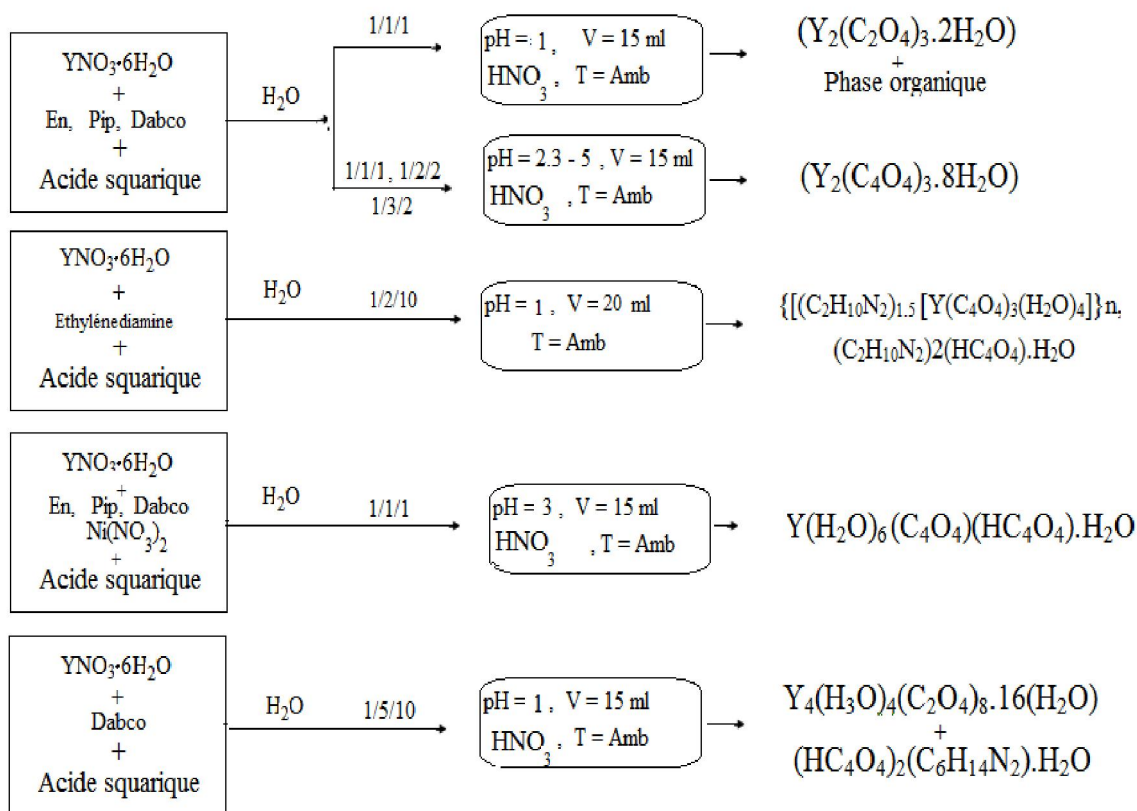 YNO₃·6H₂O
+
En, Pip, Dabco
+
Acide squarique
H₂O
1/1/1
pH = 1 , V = 15 ml
HNO₃ , T = Amb
(Y₂(C₂O₄)₃.2H₂O)
+
Phase organique
1/1/1, 1/2/2
1/3/2
pH = 2.3 - 5 , V = 15 ml
HNO₃ , T = Amb
(Y₂(C₄O₄)₃.8H₂O)
YNO₃·6H₂O
+
Ethylénediamine
+
Acide squarique
H₂O
1/2/10
pH = 1 , V = 20 ml
T = Amb
{[(C₂H₁₀N₂)₁.₅ [Y(C₄O₄)₃(H₂O)₄]}n,
(C₂H₁₀N₂)2(HC₄O₄).H₂O
YNO₃·6H₂O
+
En, Pip, Dabco
Ni(NO₃)₂
+
Acide squarique
H₂O
1/1/1
pH = 3 , V = 15 ml
HNO₃ , T = Amb
Y(H₂O)₆(C₄O₄)(HC₄O₄).H₂O
YNO₃·6H₂O
+
Dabco
+
Acide squarique
H₂O
1/5/10
pH = 1 , V = 15 ml
HNO₃ , T = Amb
Y₄(H₃O)₄(C₂O₄)₈.16(H₂O)
+
(HC₄O₄)₂(C₆H₁₄N₂).H₂O